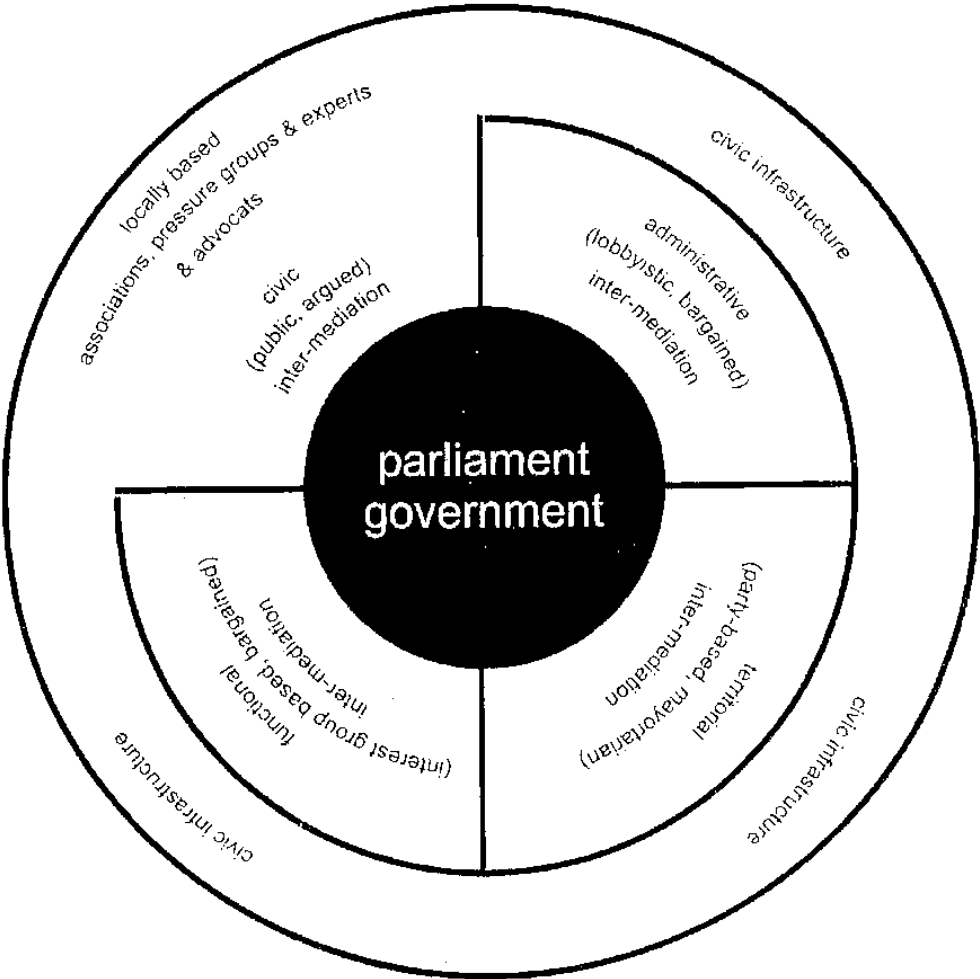 locally based
associations, pressure groups & experts
& advocats
civic
(public, argued)
inter-mediation
civic infrastructure
administrative
(lobbyistic, bargained)
inter-mediation
parliament
government
functional
(interest group based, bargained)
inter-mediation
civic infrastructure
territorial
(party-based, mayortarian)
inter-mediation
civic infrastructure